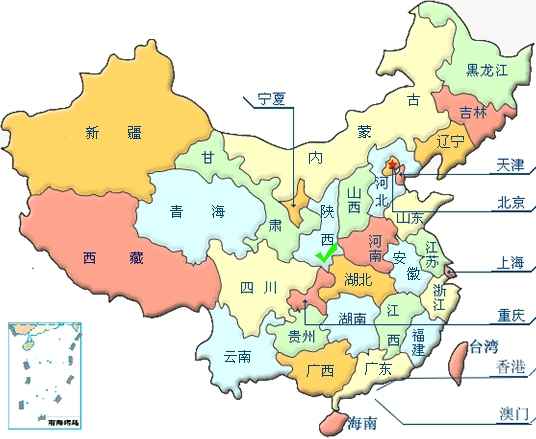 黑龙江
吉林
辽宁
内蒙古
宁夏
新疆
甘肃
天津
北京
河北
山西
陕西
山东
青海
西藏
河南
江苏
安徽
上海
四川
湖北
浙江
重庆
湖南
江西
贵州
福建
云南
台湾
广西
广东
香港
澳门
海南
南海诸岛